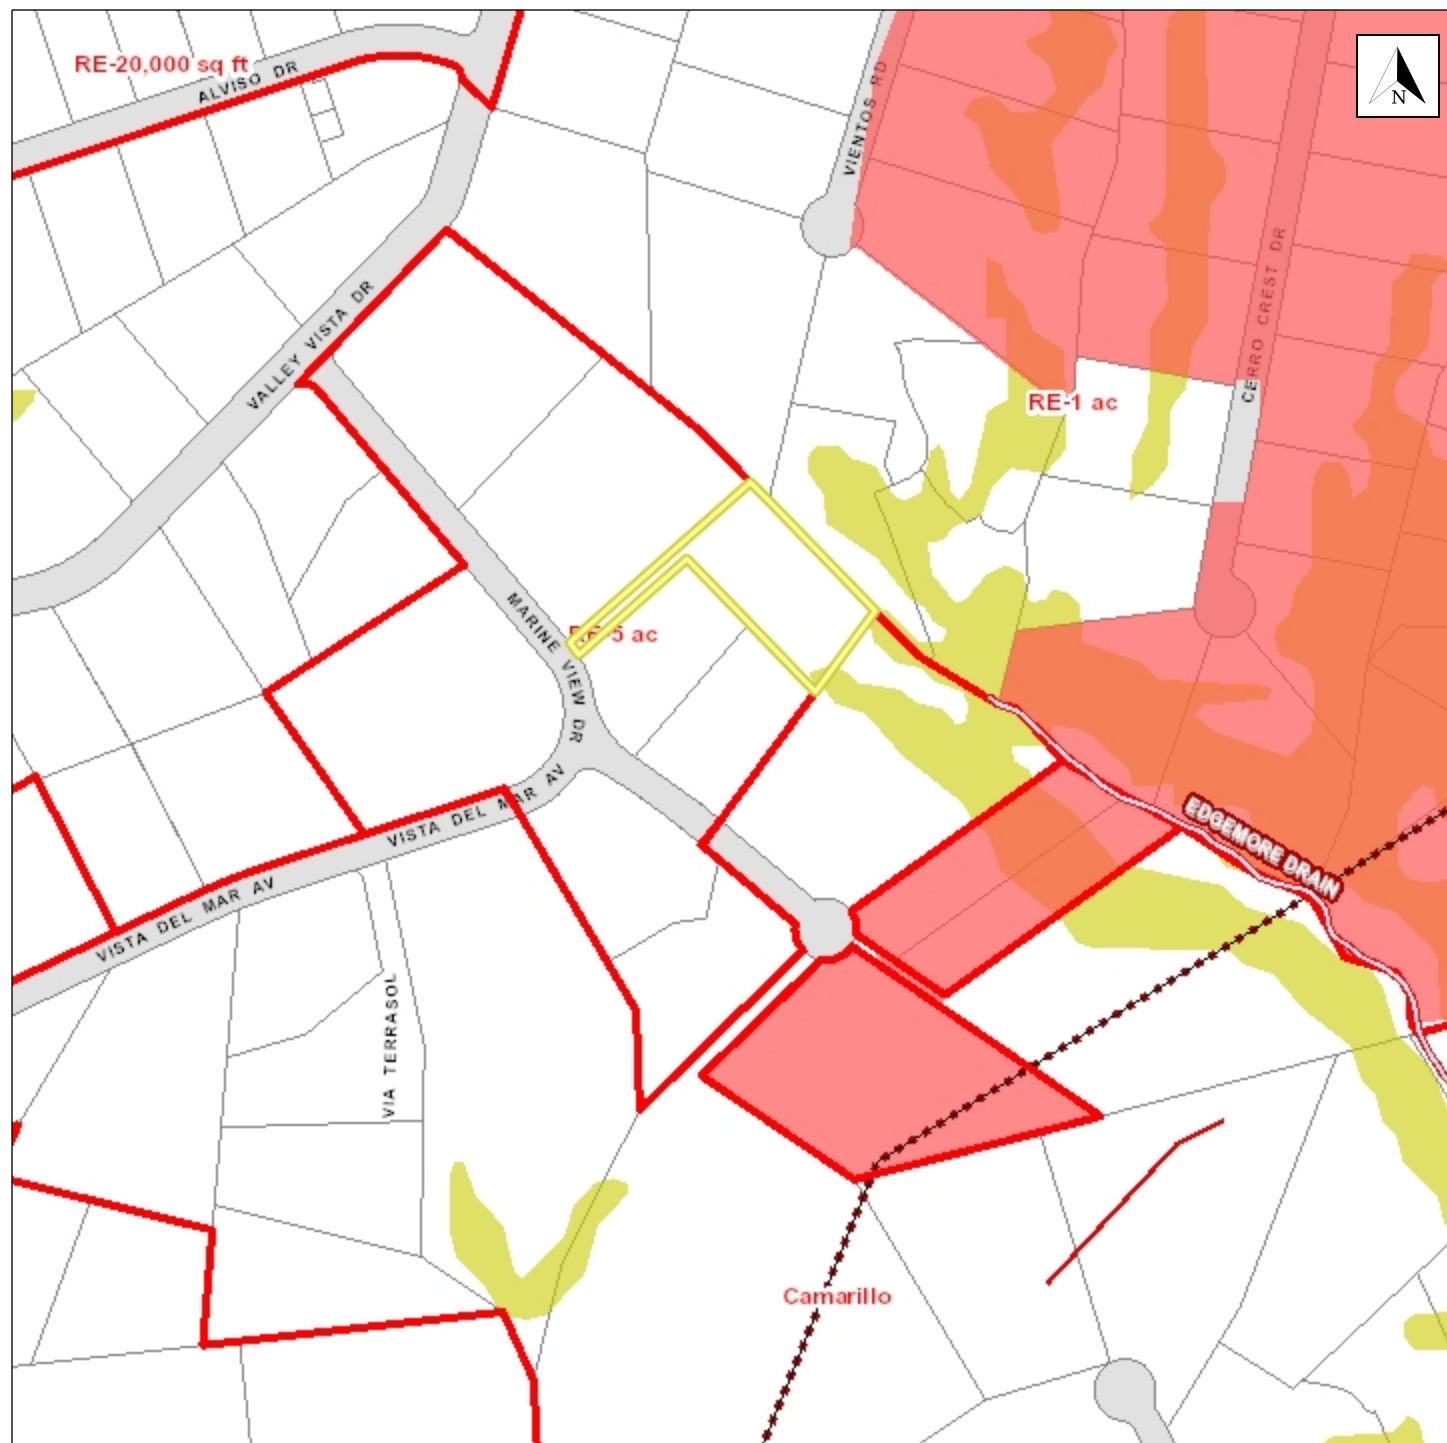 RE-20,000 sq ft
ALVISO DR
VIENTOS RD
N
CERRO CREST DR
VALLEY VISTA DR
RE-1 ac
MARINE VIEW DR
RE-5 ac
VISTA DEL MAR AV
VISTA DEL MAR AV
EDGEMORE DRAIN
VIA TERRASOL
Camarillo